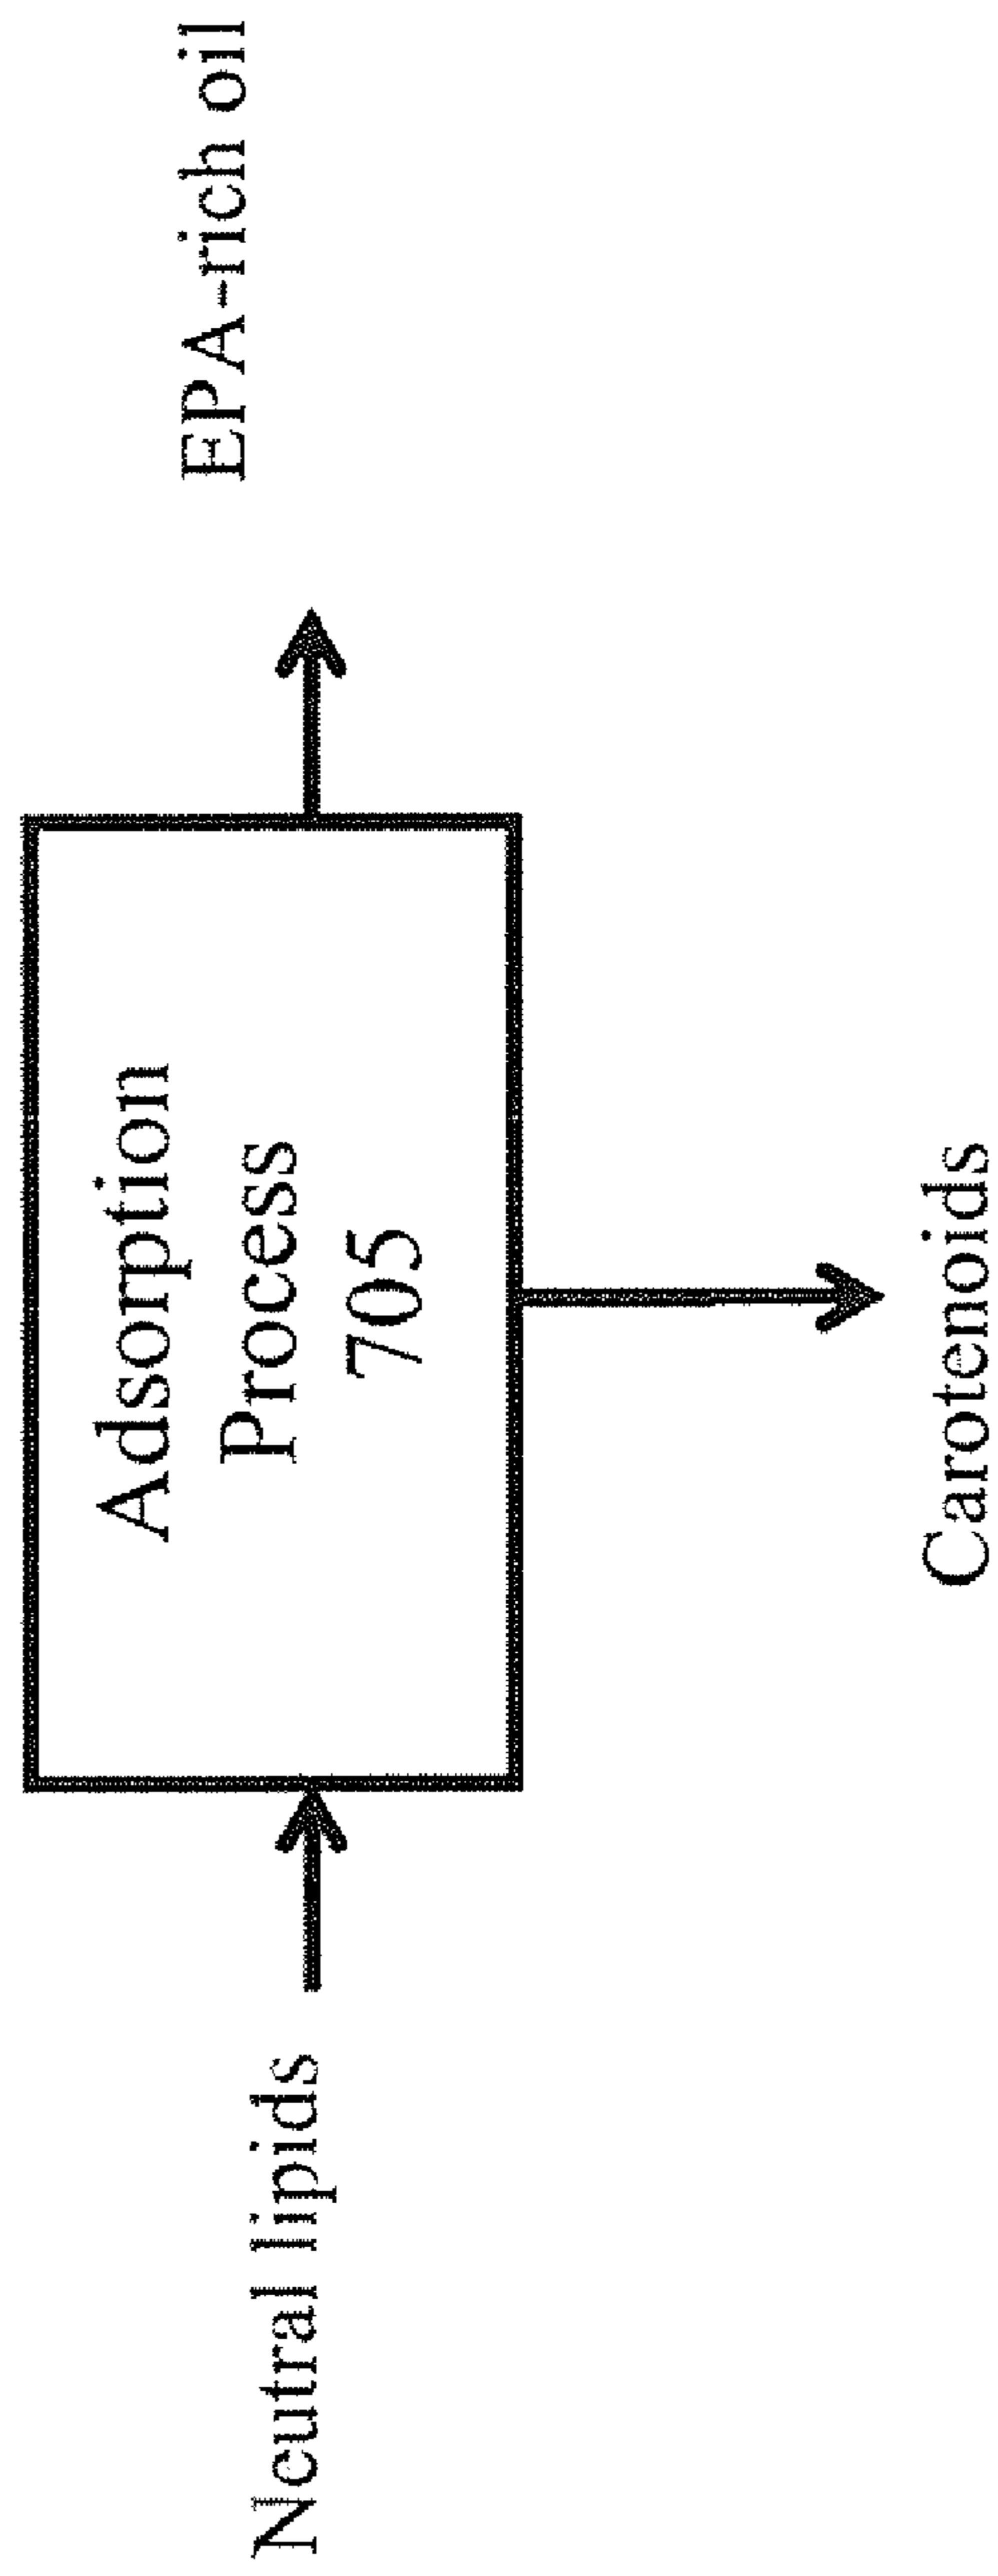 Neutral lipids
Adsorption
Process
705
EPA-rich oil
Carotenoids